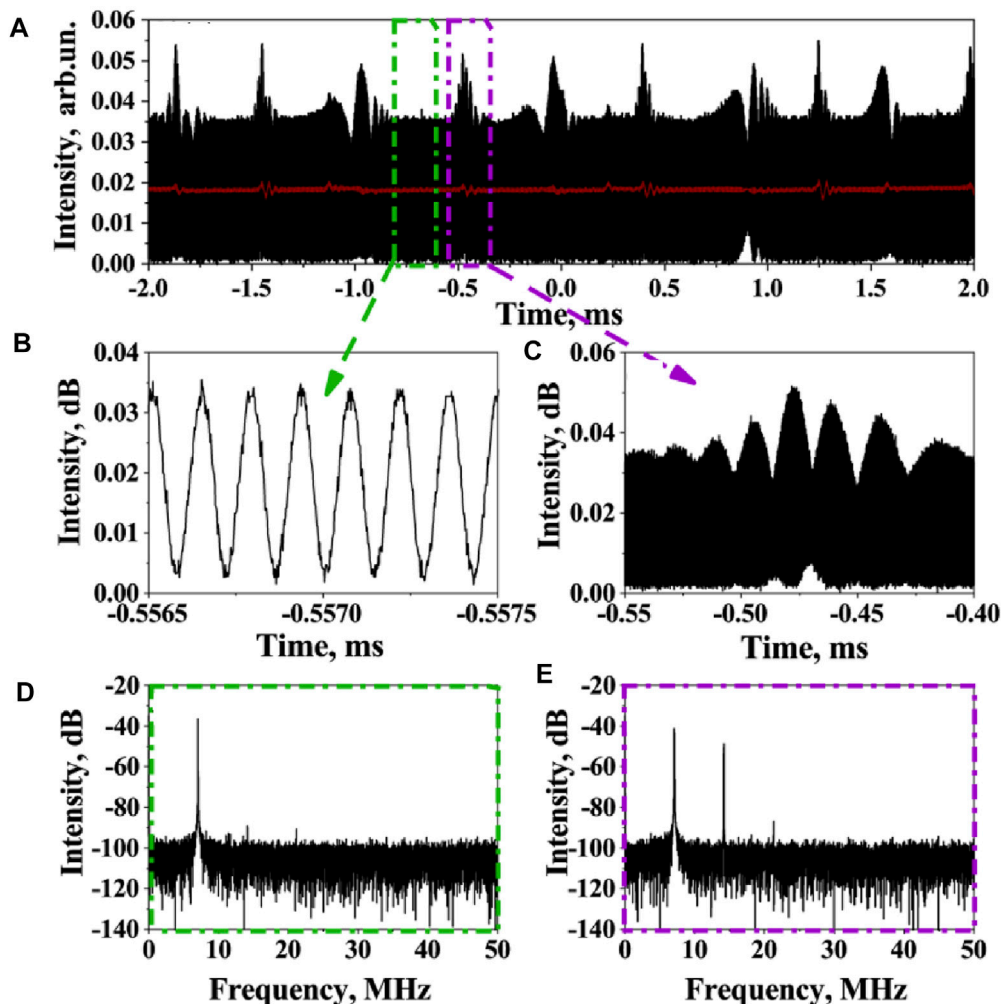 A
Intensity, arb.un.
0.06
0.05
0.04
0.03
0.02
0.01
0.00
-2.0 -1.5 -1.0 -0.5 0.0 0.5 1.0 1.5 2.0
Time, ms
B
Intensity, dB
0.04
0.03
0.02
0.01
0.00
-0.5565 -0.5570 -0.5575
Time, ms
C
Intensity, dB
0.06
0.04
0.02
0.00
-0.55 -0.50 -0.45 -0.40
Time, ms
D
Intensity, dB
-20
-40
-60
-80
-100
-120
-140
0 10 20 30 40 50
Frequency, MHz
E
Intensity, dB
-20
-40
-60
-80
-100
-120
-140
0 10 20 30 40 50
Frequency, MHz